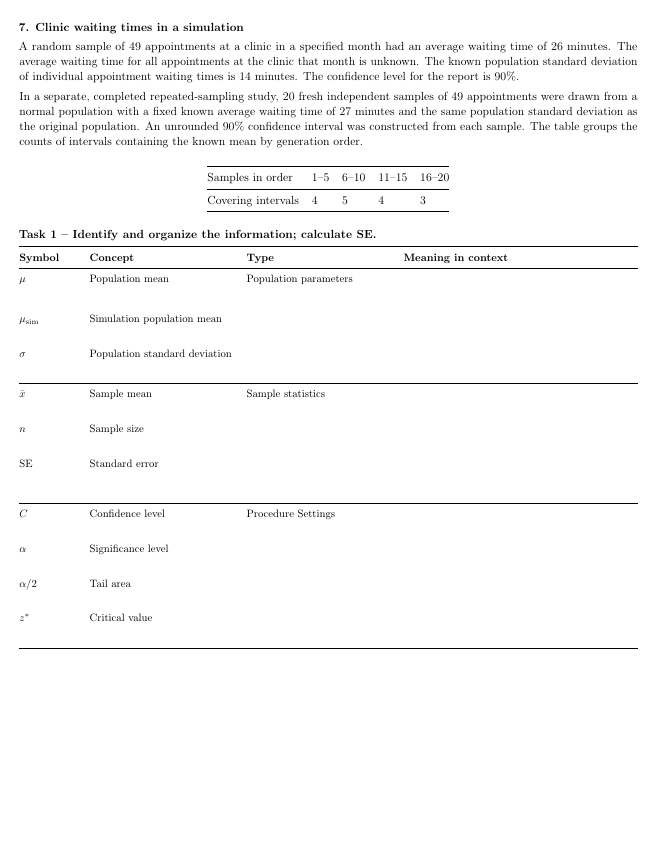 7. Clinic waiting times in a simulation
A random sample of 49 appointments at a clinic in a specified month had an average waiting time of 26 minutes. The
average waiting time for all appointments at the clinic that month is unknown. The known population standard deviation
of individual appointment waiting times is 14 minutes. The confidence level for the report is 90%.
In a separate, completed repeated-sampling study, 20 fresh independent samples of 49 appointments were drawn from a
normal population with a fixed known average waiting time of 27 minutes and the same population standard deviation as
the original population. An unrounded 90% confidence interval was constructed from each sample. The table groups the
counts of intervals containing the known mean by generation order.
Samples in order 1–5 6–10 11–15 16–20
Covering intervals 4 5 4 3
Task 1 – Identify and organize the information; calculate SE.
Symbol Concept Type Meaning in context
μ Population mean Population parameters
μsim Simulation population mean
σ Population standard deviation
x̄ Sample mean Sample statistics
n Sample size
SE Standard error
C Confidence level Procedure Settings
α Significance level
α/2 Tail area
z* Critical value